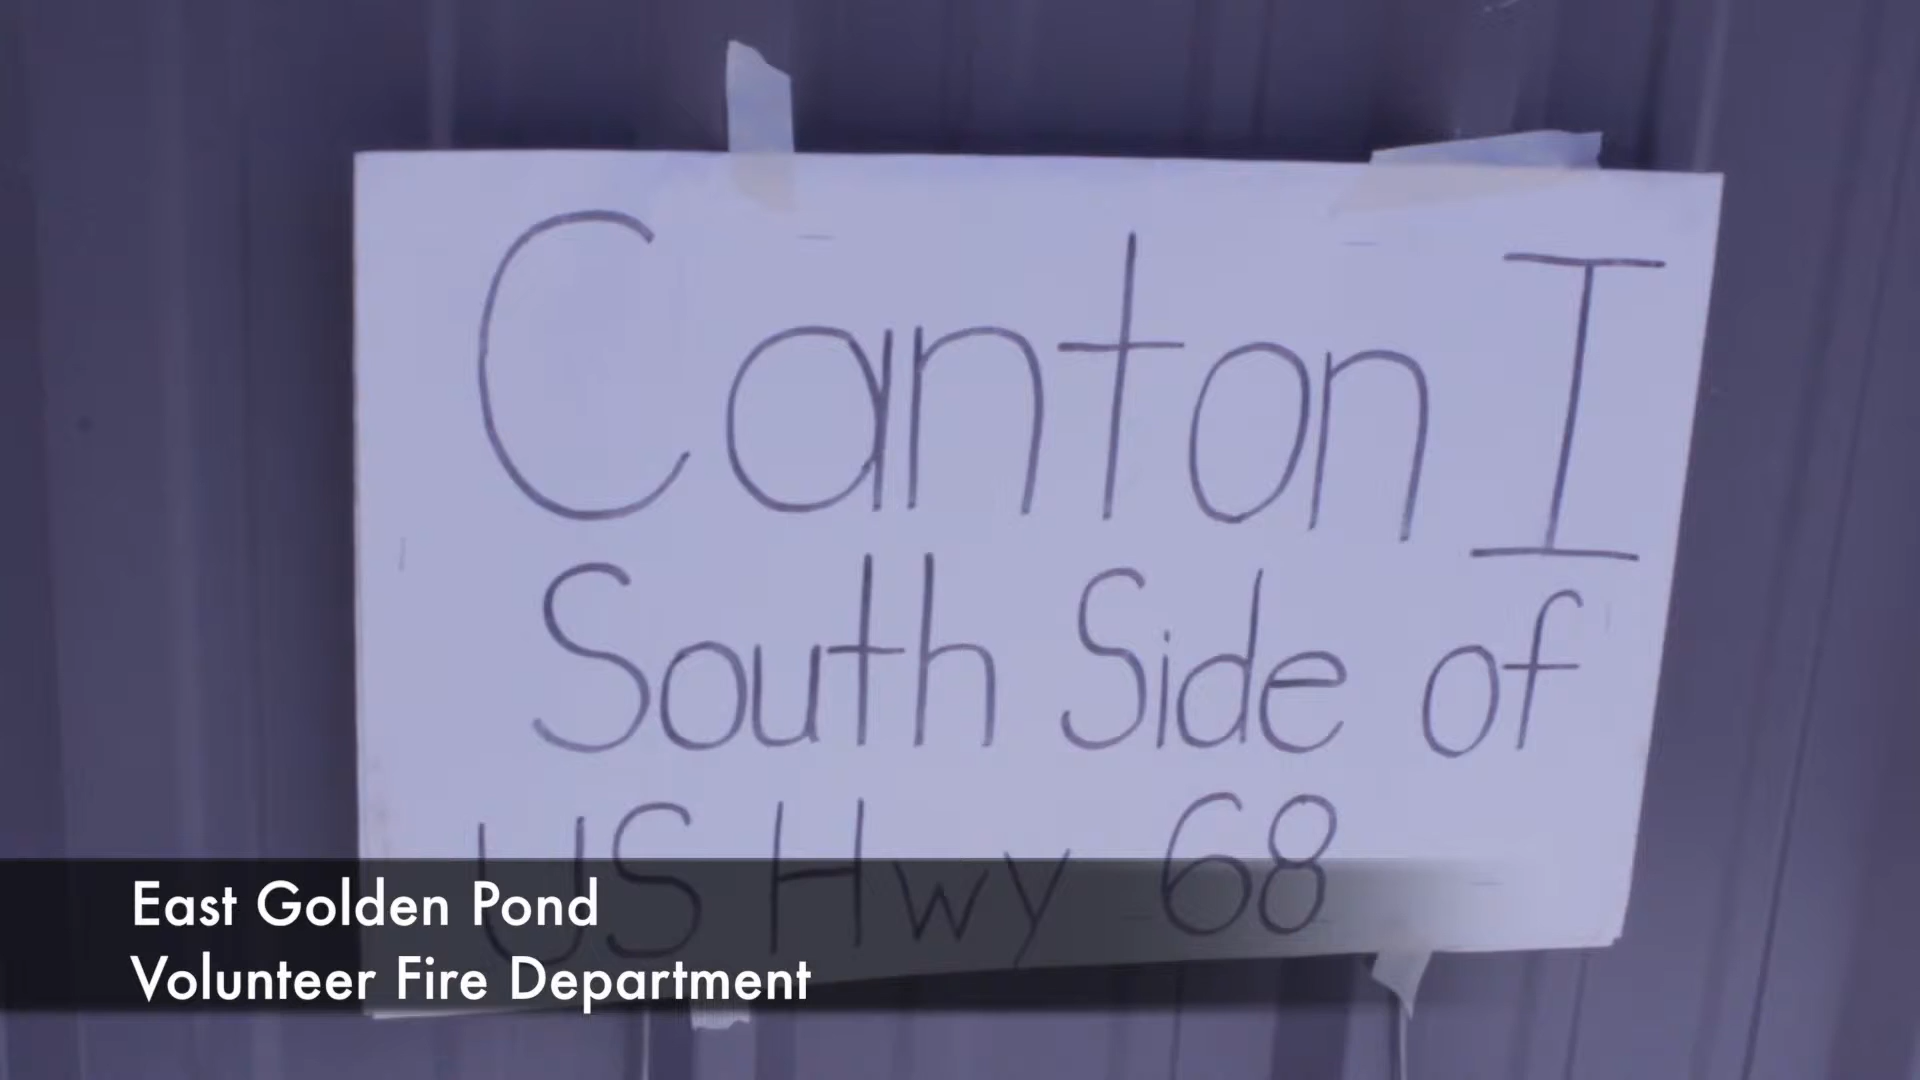 Canton I
South Side of
US Hwy 68
East Golden Pond
Volunteer Fire Department